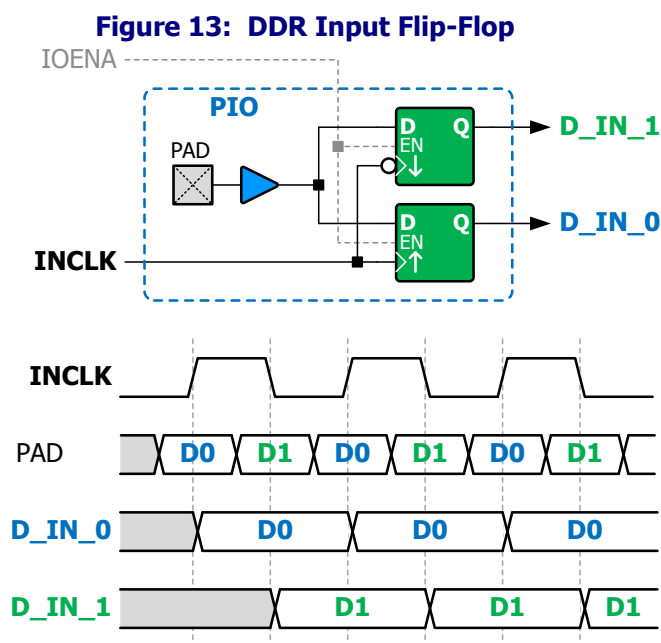 Figure 13: DDR Input Flip-Flop
IOENA
PIO
PAD
D Q
EN
D_IN_1
D Q
EN
D_IN_0
INCLK
INCLK
PAD D0 D1 D0 D1 D0 D1
D_IN_0 D0 D0 D0
D_IN_1 D1 D1 D1